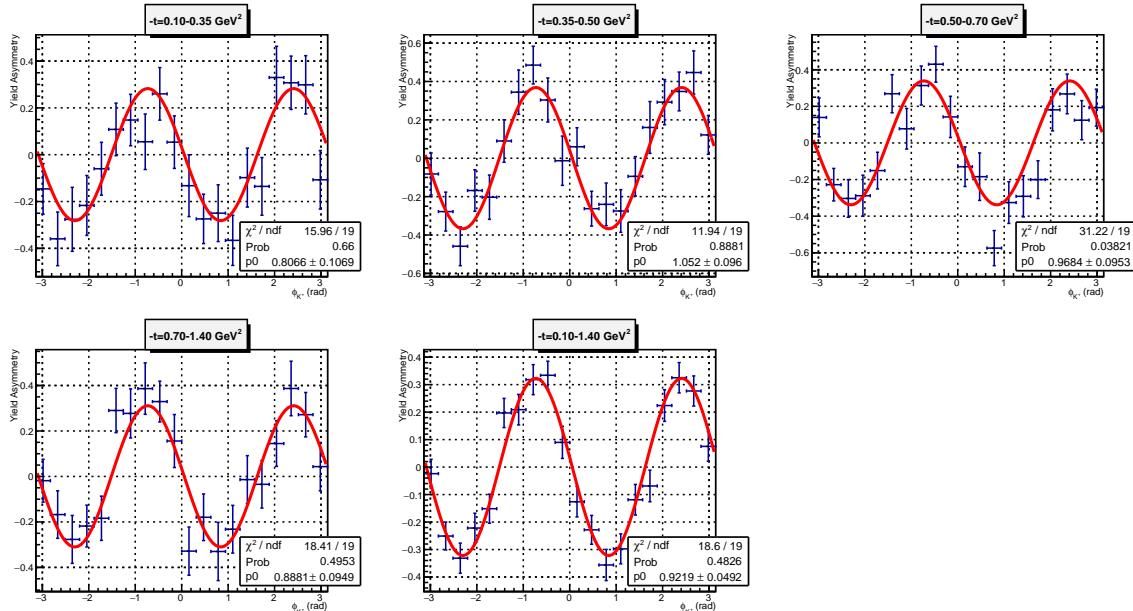 -t=0.10-0.35 GeV²
Yield Asymmetry
0.4
0.2
0
−0.2
−0.4
χ² / ndf 15.96 / 19
Prob 0.66
p0 0.8066 ± 0.1069
−3 −2 −1 0 1 2 3
ϕK⁺ (rad)
-t=0.35-0.50 GeV²
Yield Asymmetry
0.6
0.4
0.2
0
−0.2
−0.4
−0.6
χ² / ndf 11.94 / 19
Prob 0.8881
p0 1.052 ± 0.096
−3 −2 −1 0 1 2 3
ϕK⁺ (rad)
-t=0.50-0.70 GeV²
Yield Asymmetry
0.4
0.2
0
−0.2
−0.4
−0.6
χ² / ndf 31.22 / 19
Prob 0.03821
p0 0.9684 ± 0.0953
−3 −2 −1 0 1 2 3
ϕK⁺ (rad)
-t=0.70-1.40 GeV²
Yield Asymmetry
0.4
0.2
0
−0.2
−0.4
χ² / ndf 18.41 / 19
Prob 0.4953
p0 0.8881 ± 0.0949
−3 −2 −1 0 1 2 3
ϕK⁺ (rad)
-t=0.10-1.40 GeV²
Yield Asymmetry
0.4
0.3
0.2
0.1
0
−0.1
−0.2
−0.3
−0.4
χ² / ndf 18.6 / 19
Prob 0.4826
p0 0.9219 ± 0.0492
−3 −2 −1 0 1 2 3
ϕK⁺ (rad)